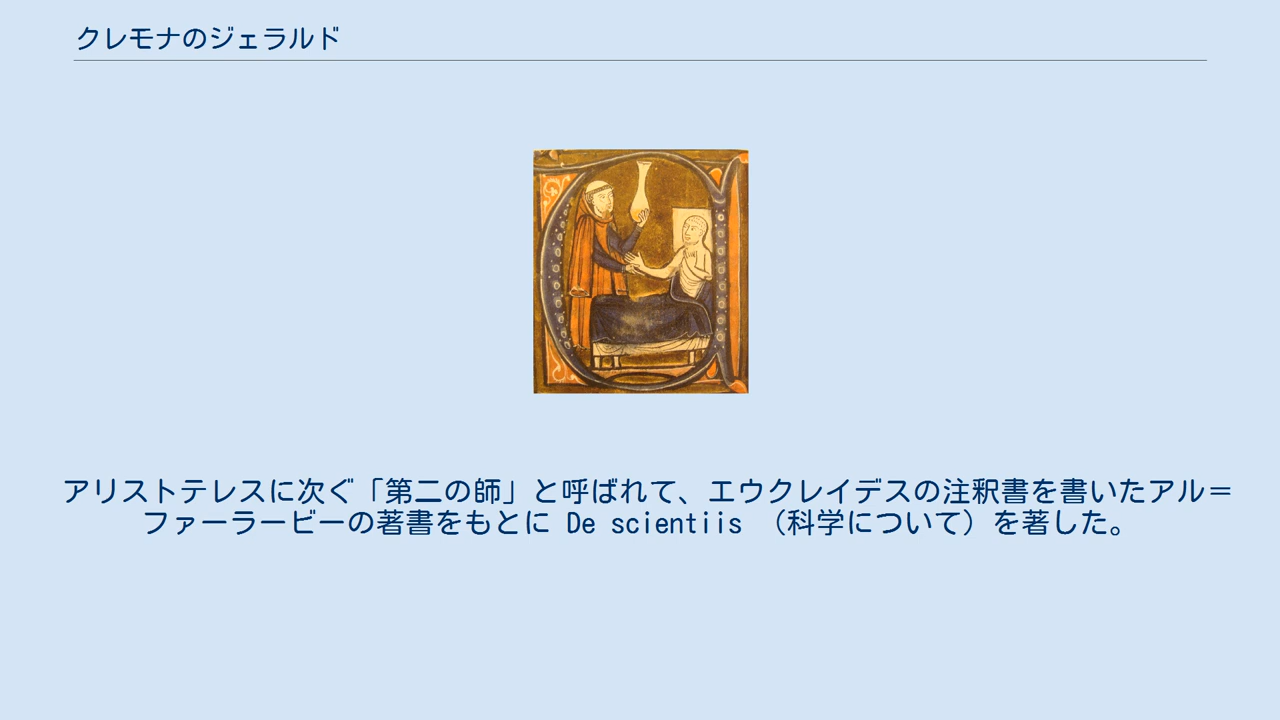 クレモナのジェラルド
アリストテレスに次ぐ「第二の師」と呼ばれて、エウクレイデスの注釈書を書いたアル＝
ファーラービーの著書をもとに De scientiis （科学について）を著した。